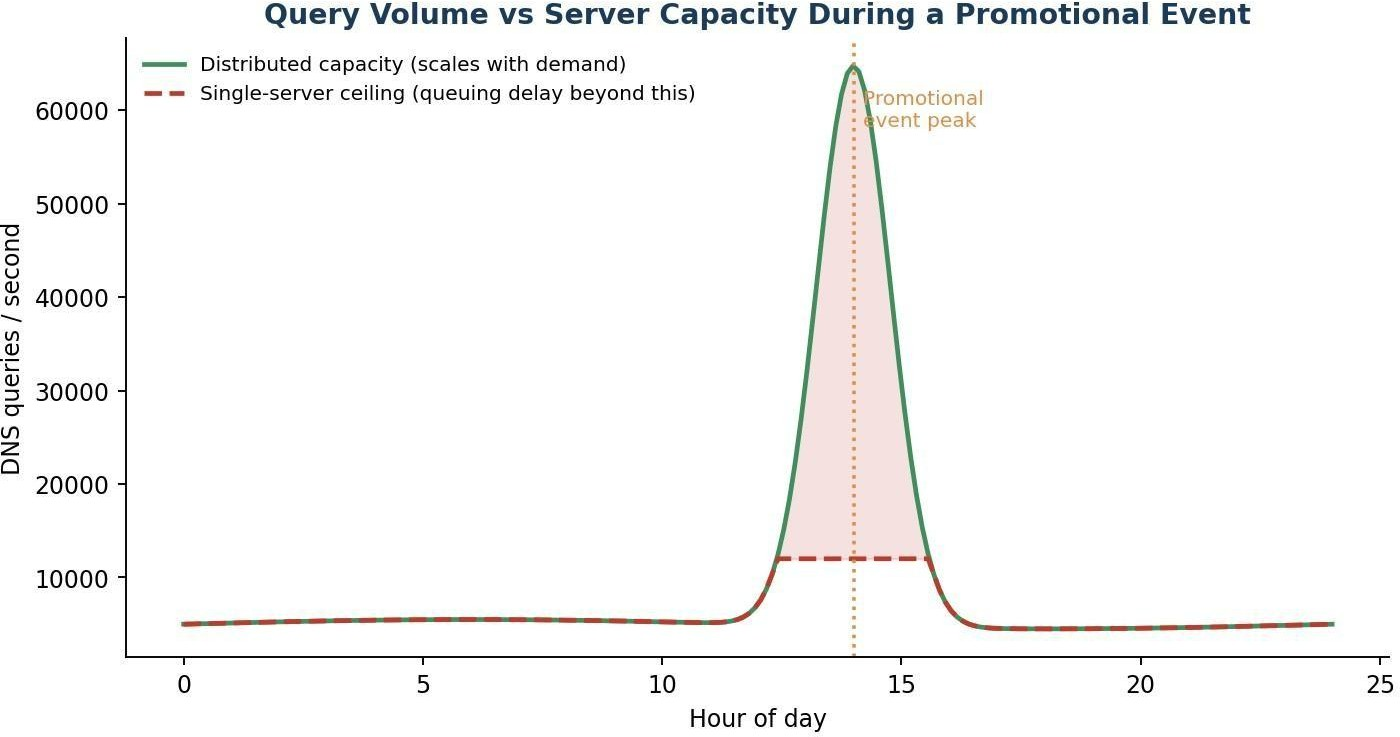 Query Volume vs Server Capacity During a Promotional Event
Distributed capacity (scales with demand)
Single-server ceiling (queuing delay beyond this)
Promotional
event peak
DNS queries / second
60000
50000
40000
30000
20000
10000
0
5
10
15
20
25
Hour of day